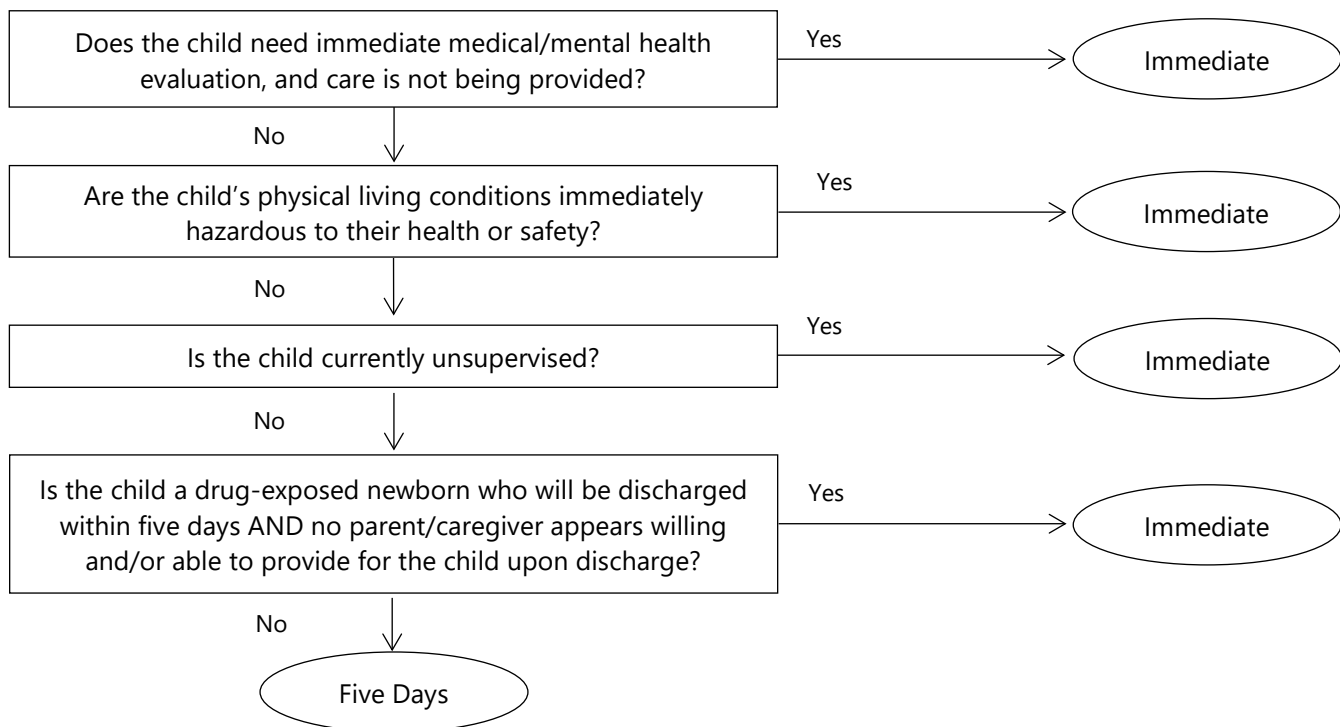 Does the child need immediate medical/mental health
evaluation, and care is not being provided?
Yes
Immediate
No
Are the child’s physical living conditions immediately
hazardous to their health or safety?
Yes
Immediate
No
Is the child currently unsupervised?
Yes
Immediate
No
Is the child a drug-exposed newborn who will be discharged
within five days AND no parent/caregiver appears willing
and/or able to provide for the child upon discharge?
Yes
Immediate
No
Five Days